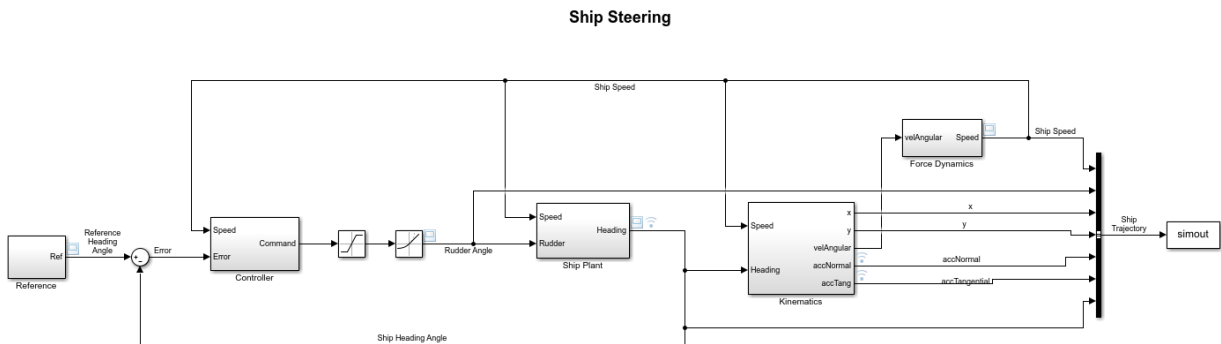 Ship Steering
Ship Speed
velAngular
Speed
Ship Speed
Force Dynamics
Reference
Heading
Angle
Ref
Reference
+
−
Error
Speed
Error
Command
Controller
Rudder Angle
Speed
Rudder
Heading
Ship Plant
Speed
Heading
x
y
velAngular
accNormal
accTang
Kinematics
x
y
accNormal
accTangential
Ship
Trajectory
simout
Ship Heading Angle